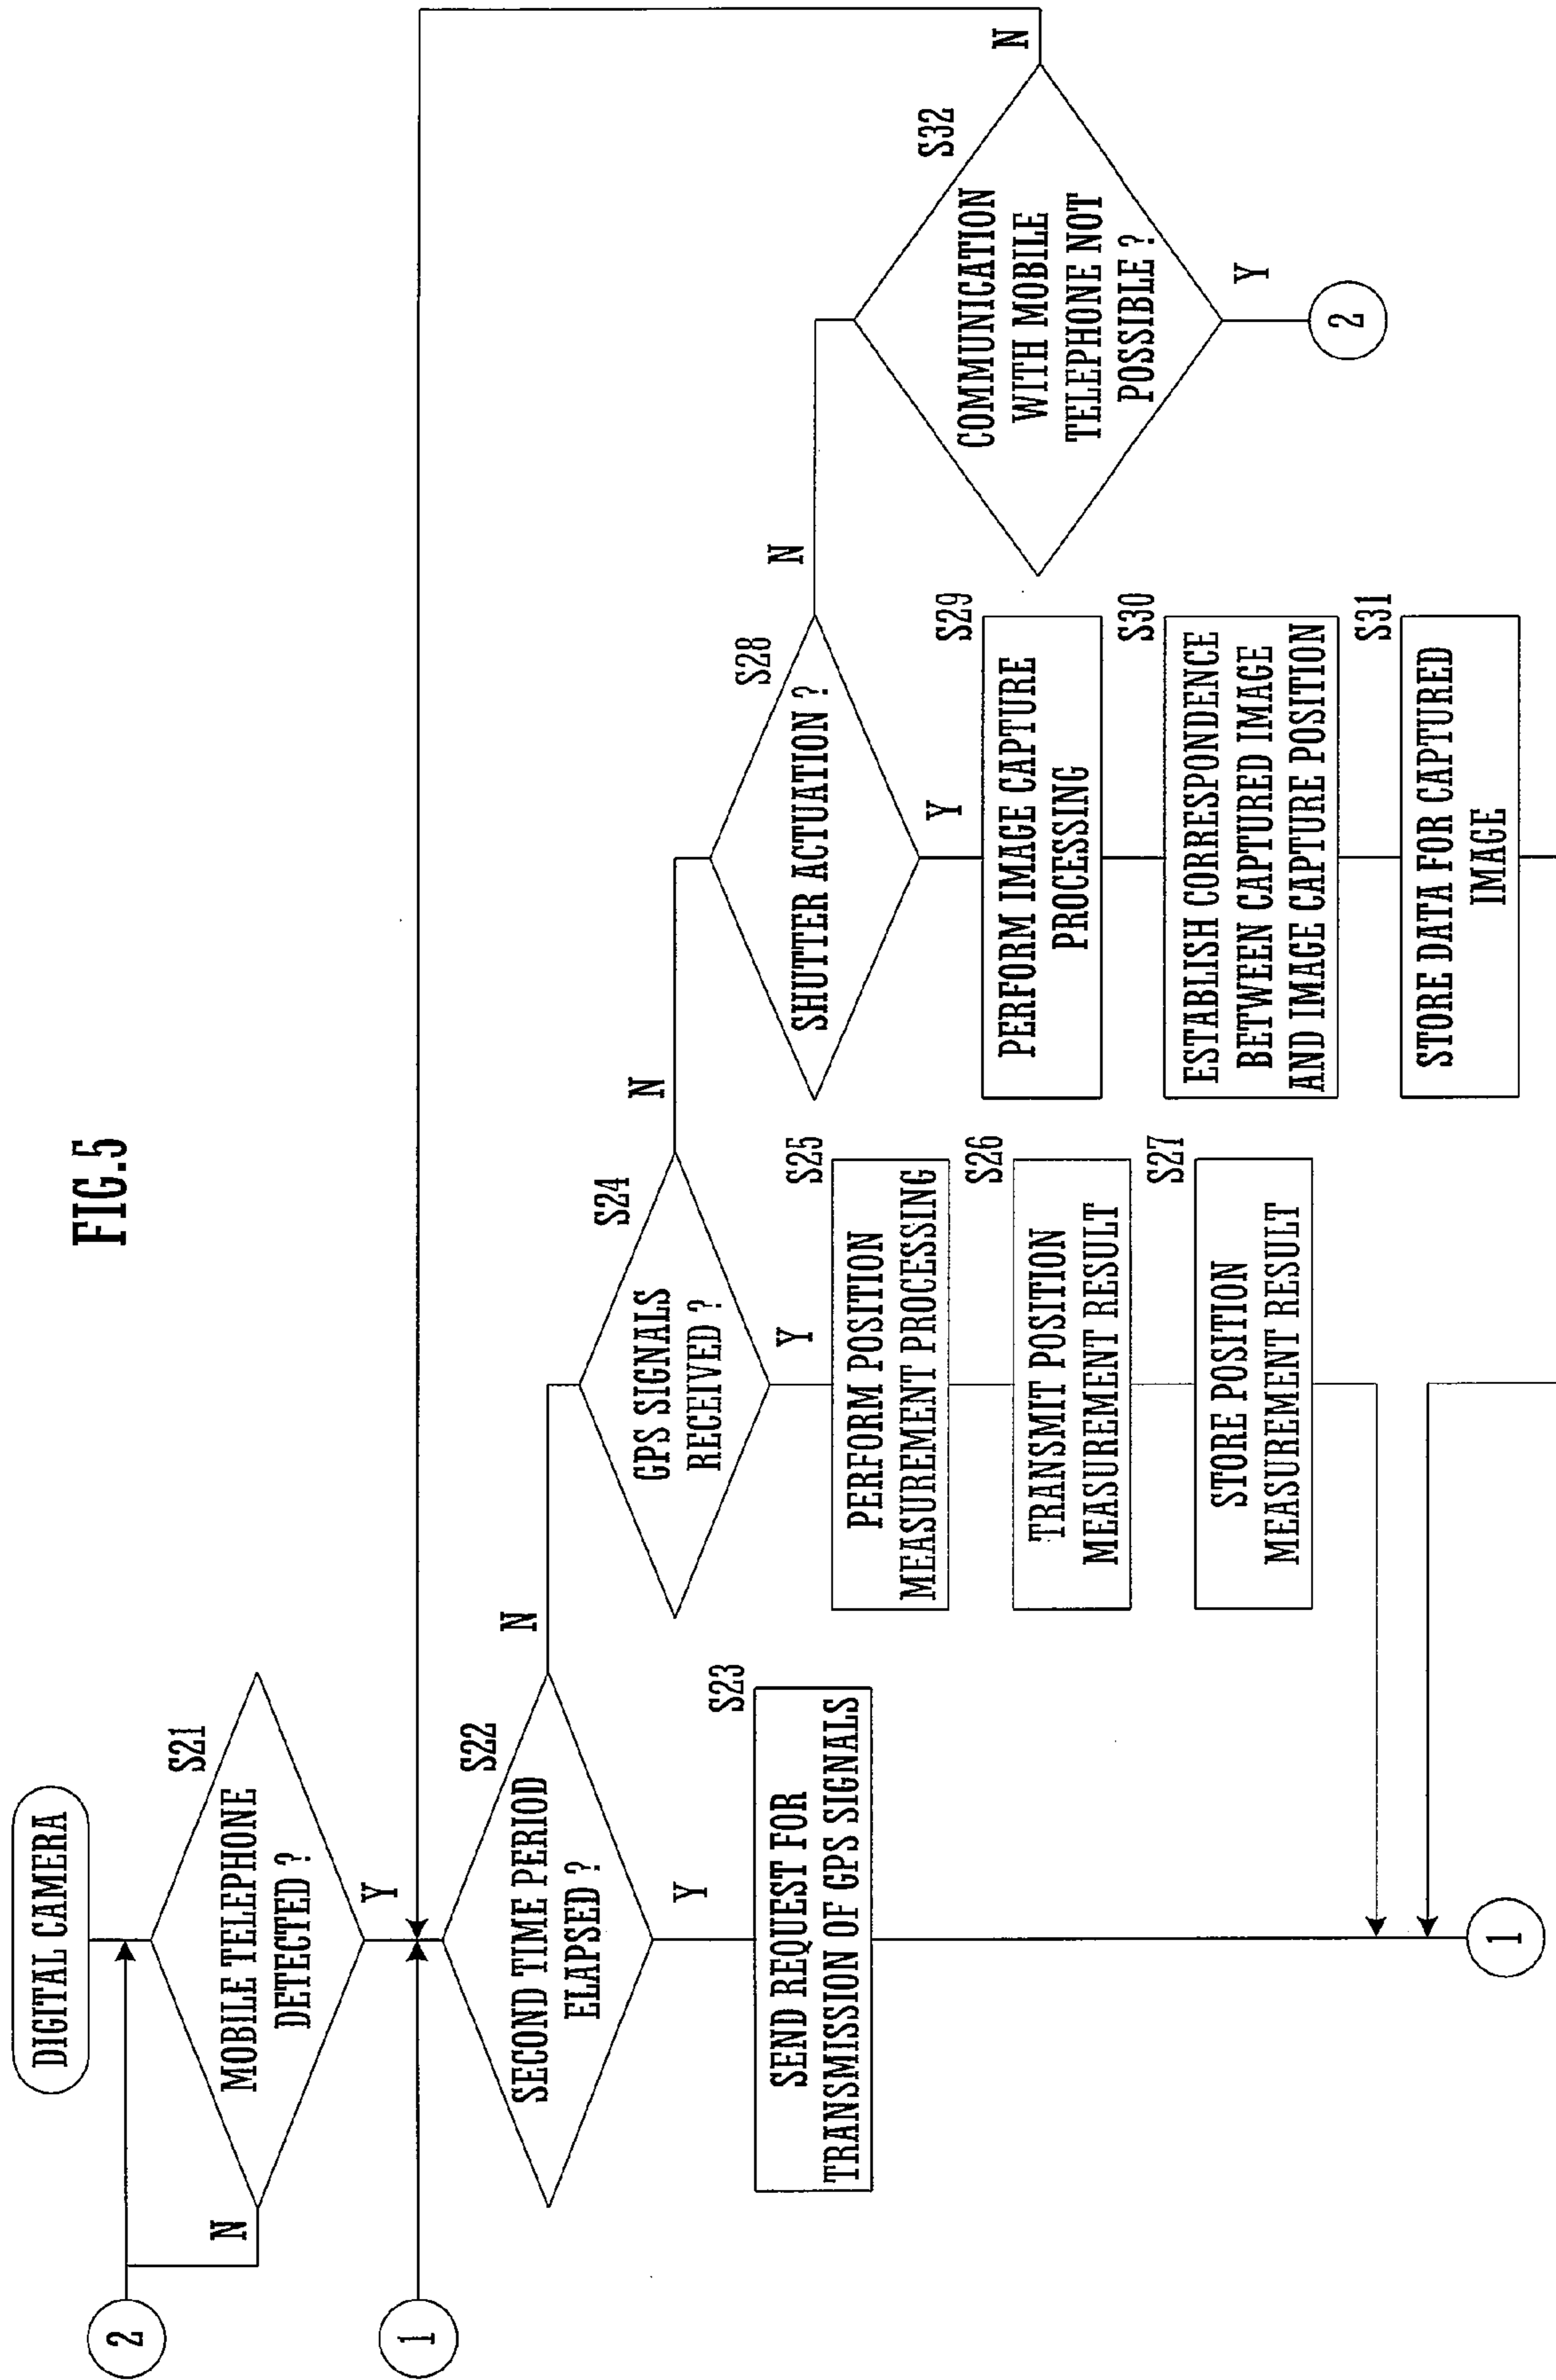 FIG.5
DIGITAL CAMERA
2
S21
MOBILE TELEPHONE
DETECTED ?
N
Y
1
S22
SECOND TIME PERIOD
ELAPSED ?
N
Y
S23
SEND REQUEST FOR
TRANSMISSION OF GPS SIGNALS
S24
GPS SIGNALS
RECEIVED ?
N
Y
S25
PERFORM POSITION
MEASUREMENT PROCESSING
S26
TRANSMIT POSITION
MEASUREMENT RESULT
S27
STORE POSITION
MEASUREMENT RESULT
S28
SHUTTER ACTUATION ?
N
Y
S29
PERFORM IMAGE CAPTURE
PROCESSING
S30
ESTABLISH CORRESPONDENCE
BETWEEN CAPTURED IMAGE
AND IMAGE CAPTURE POSITION
S31
STORE DATA FOR CAPTURED
IMAGE
S32
COMMUNICATION
WITH MOBILE
TELEPHONE NOT
POSSIBLE ?
N
Y
2
1